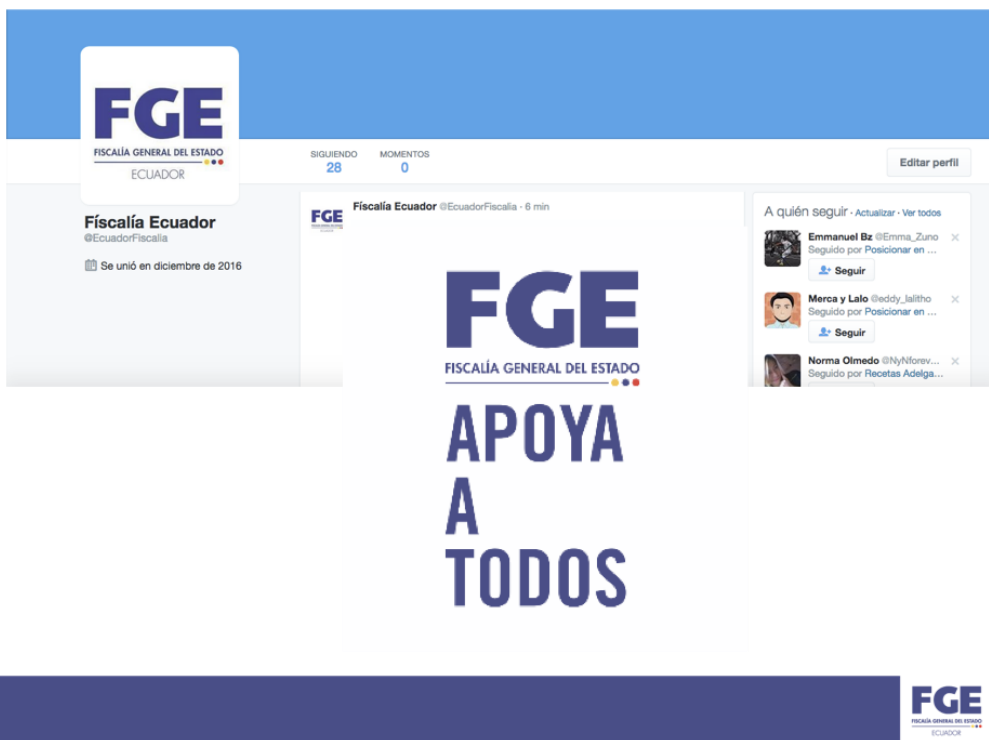 FGE
FISCALÍA GENERAL DEL ESTADO
ECUADOR
Físcalía Ecuador
@EcuadorFiscalia
Se unió en diciembre de 2016
SIGUIENDO
28
MOMENTOS
0
Editar perfil
FGE
Físcalía Ecuador @EcuadorFiscalia · 6 min
FGE
FISCALÍA GENERAL DEL ESTADO
APOYA
A
TODOS
A quién seguir · Actualizar · Ver todos
Emmanuel Bz @Emma_Zuno
Seguido por Posicionar en ...
Seguir
Merca y Lalo @eddy_lalitho
Seguido por Posicionar en ...
Seguir
Norma Olmedo @NyNforev...
Seguido por Recetas Adelga...
FGE
FISCALÍA GENERAL DEL ESTADO
ECUADOR